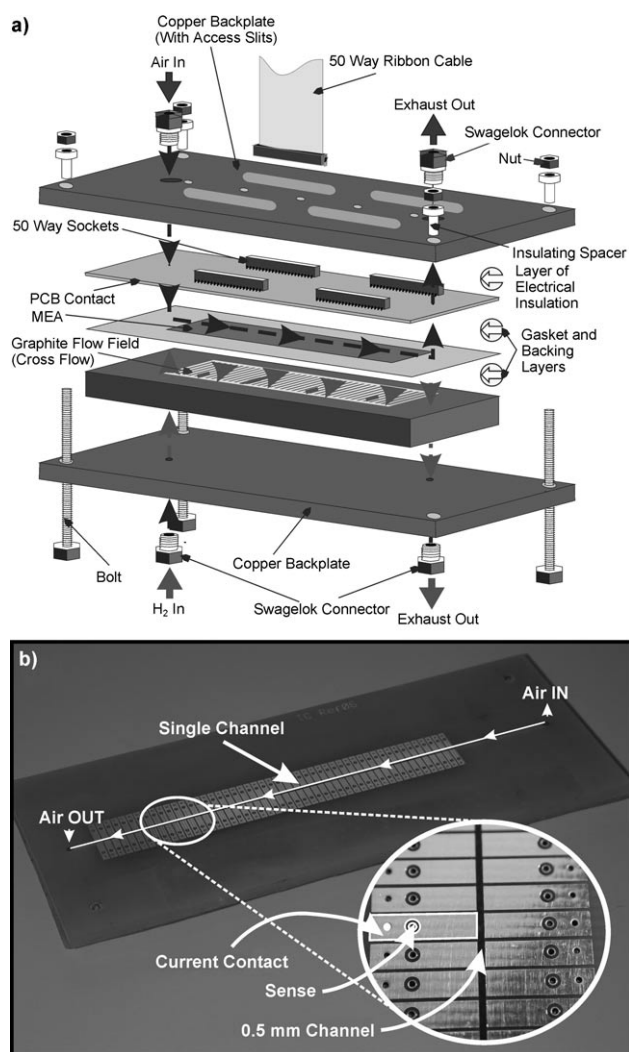 a)
Copper Backplate
(With Access Slits)
Air In
50 Way Ribbon Cable
Exhaust Out
Swagelok Connector
Nut
50 Way Sockets
Insulating Spacer
Layer of
Electrical
Insulation
PCB Contact
MEA
Graphite Flow Field
(Cross Flow)
Gasket and
Backing
Layers
Copper Backplate
Bolt
H₂ In
Swagelok Connector
Exhaust Out
b)
Air IN
Single Channel
Air OUT
Current Contact
Sense
0.5 mm Channel